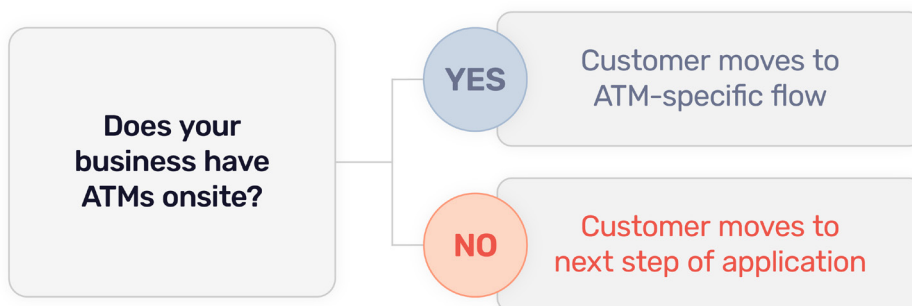 Does your
business have
ATMs onsite?
YES
Customer moves to
ATM-specific flow
NO
Customer moves to
next step of application